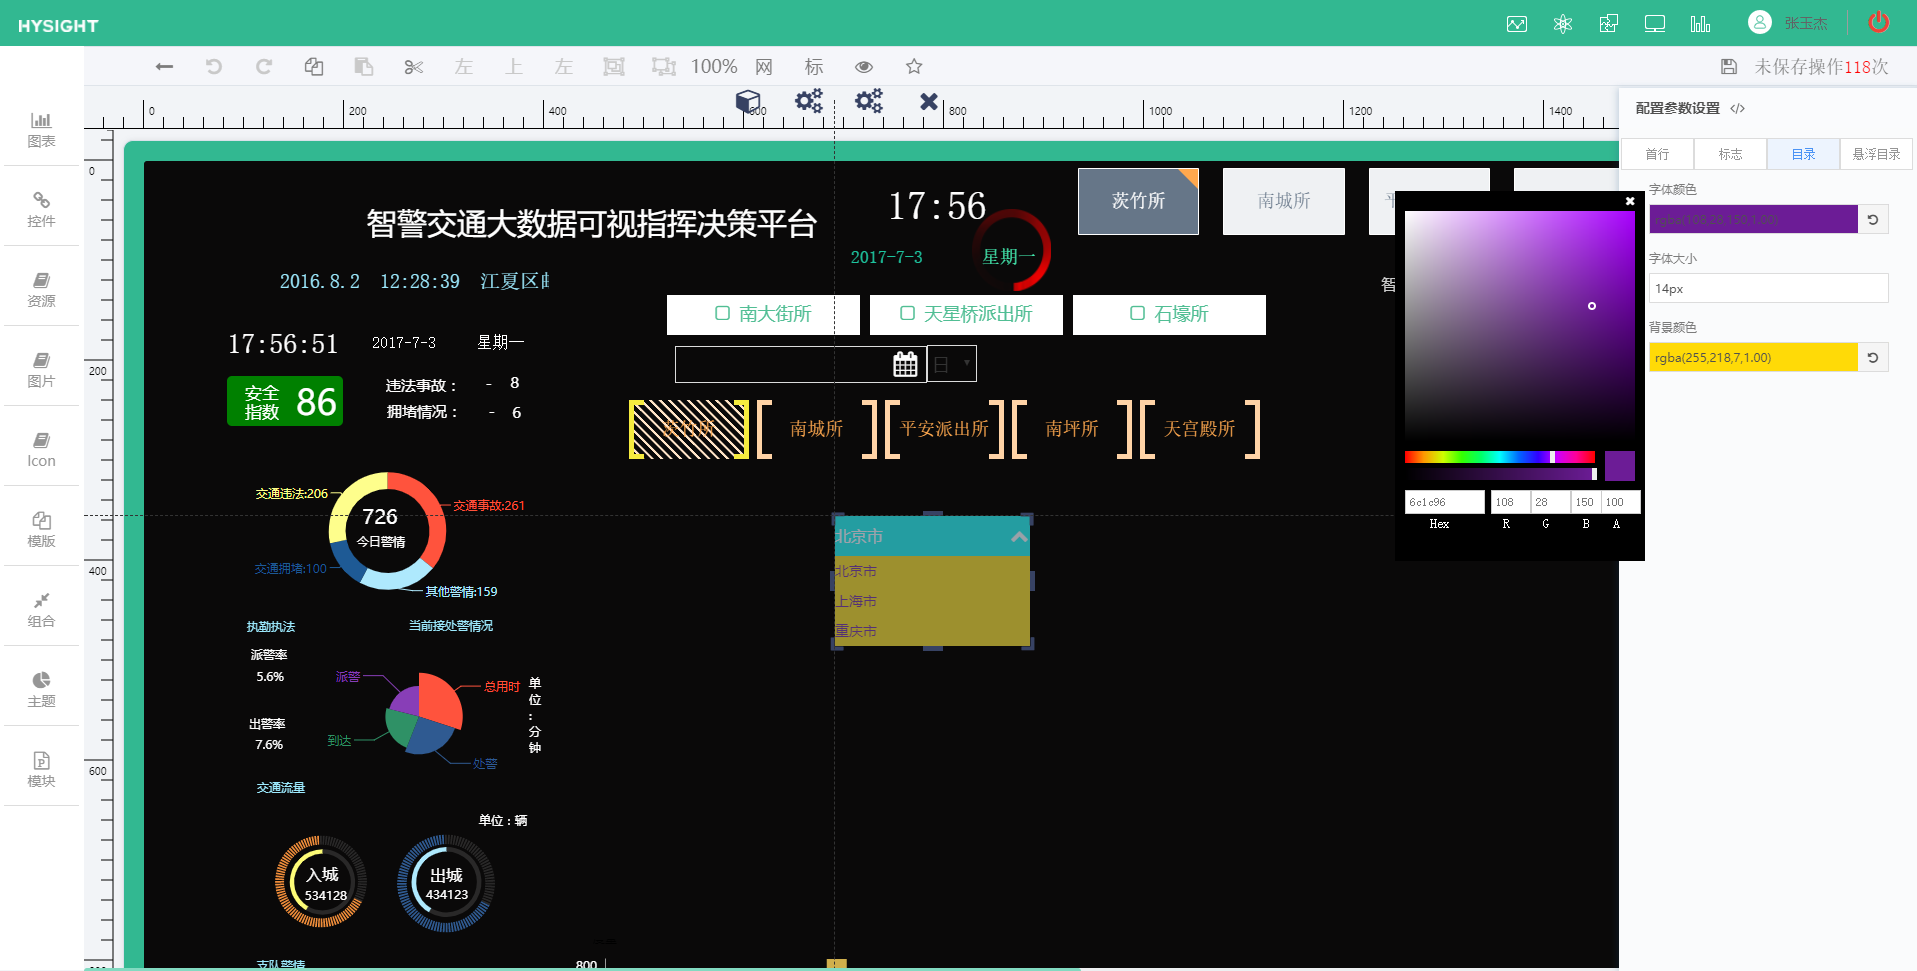 HYSIGHT
张玉杰
左 上 左 100% 网 标
未保存操作118次
图表
控件
资源
图片
Icon
模版
组合
主题
模块
0 200 400 600 800 1000 1200 1400
0
200
400
600
智警交通大数据可视指挥决策平台
17:56
2017-7-3
星期一
茨竹所
南城所
2016.8.2 12:28:39 江夏区
智
南大街所
天星桥派出所
石壕所
17:56:51
2017-7-3
星期一
日
安全
指数
86
违法事故： - 8
拥堵情况： - 6
茨竹所
南城所
平安派出所
南坪所
天宫殿所
交通违法:206
交通事故:261
726
今日警情
交通拥堵:100
其他警情:159
北京市
北京市
上海市
重庆市
执勤执法
当前接处警情况
派警率
5.6%
出警率
7.6%
派警
总用时
到达
处警
单位:分钟
交通流量
单位：辆
入城
534128
出城
434123
支队警情
800
配置参数设置 </>
首行
标志
目录
悬浮目录
字体颜色
rgba(108,28,150,1.00)
字体大小
14px
背景颜色
rgba(255,218,7,1.00)
6c1c96 108 28 150 100
Hex R G B A